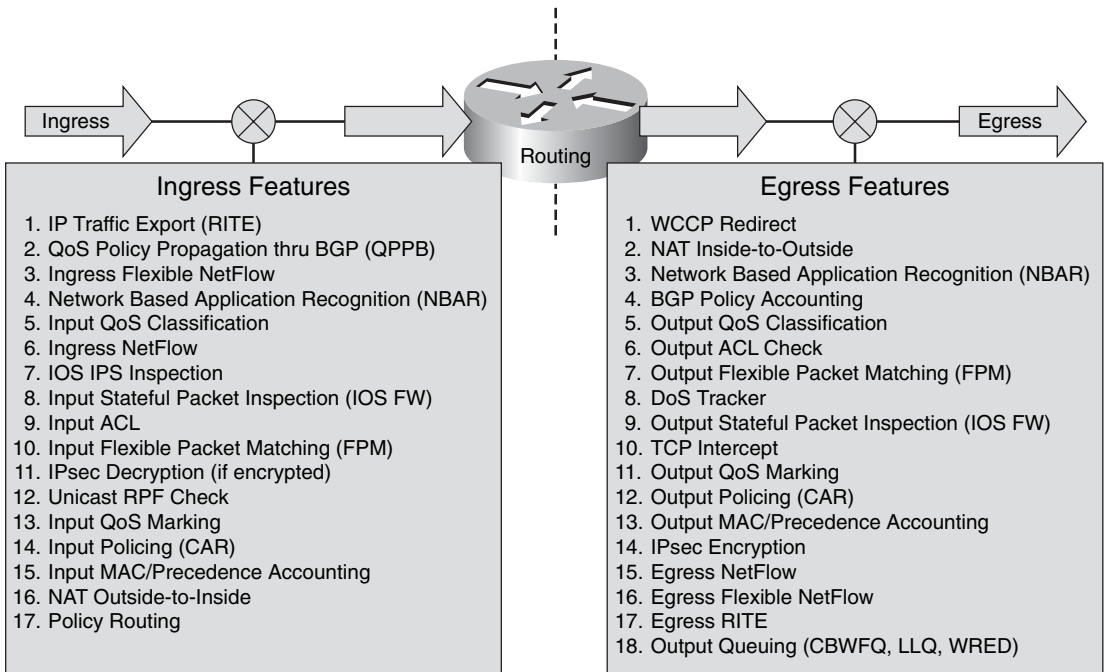 Ingress
Routing
Egress
Ingress Features
1. IP Traffic Export (RITE)
2. QoS Policy Propagation thru BGP (QPPB)
3. Ingress Flexible NetFlow
4. Network Based Application Recognition (NBAR)
5. Input QoS Classification
6. Ingress NetFlow
7. IOS IPS Inspection
8. Input Stateful Packet Inspection (IOS FW)
9. Input ACL
10. Input Flexible Packet Matching (FPM)
11. IPsec Decryption (if encrypted)
12. Unicast RPF Check
13. Input QoS Marking
14. Input Policing (CAR)
15. Input MAC/Precedence Accounting
16. NAT Outside-to-Inside
17. Policy Routing
Egress Features
1. WCCP Redirect
2. NAT Inside-to-Outside
3. Network Based Application Recognition (NBAR)
4. BGP Policy Accounting
5. Output QoS Classification
6. Output ACL Check
7. Output Flexible Packet Matching (FPM)
8. DoS Tracker
9. Output Stateful Packet Inspection (IOS FW)
10. TCP Intercept
11. Output QoS Marking
12. Output Policing (CAR)
13. Output MAC/Precedence Accounting
14. IPsec Encryption
15. Egress NetFlow
16. Egress Flexible NetFlow
17. Egress RITE
18. Output Queuing (CBWFQ, LLQ, WRED)